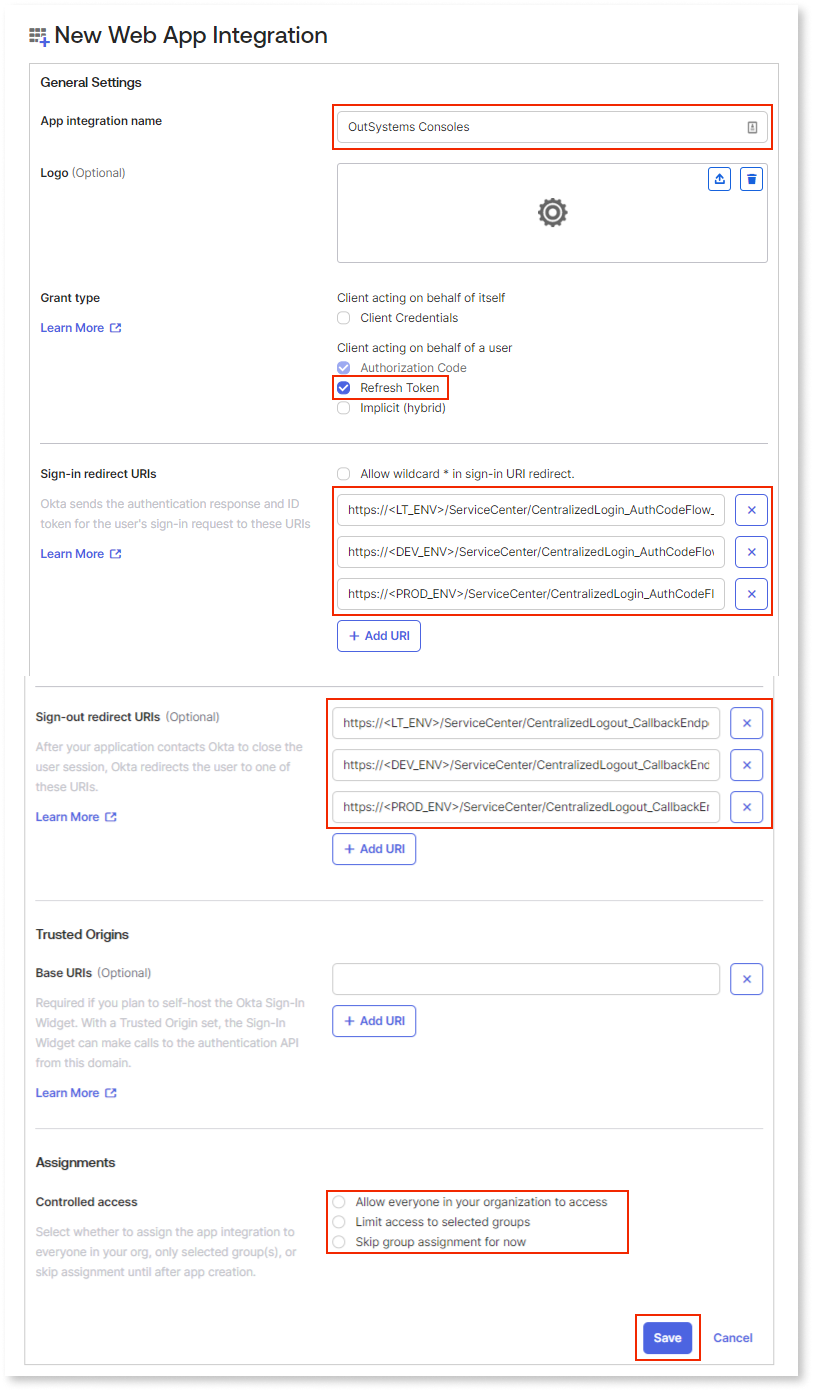 New Web App Integration
General Settings
App integration name
OutSystems Consoles
Logo (Optional)
Grant type
Learn More
Client acting on behalf of itself
Client Credentials
Client acting on behalf of a user
Authorization Code
Refresh Token
Implicit (hybrid)
Sign-in redirect URIs
Okta sends the authentication response and ID
token for the user's sign-in request to these URIs
Learn More
Allow wildcard * in sign-in URI redirect.
https://<LT_ENV>/ServiceCenter/CentralizedLogin_AuthCodeFlow_
https://<DEV_ENV>/ServiceCenter/CentralizedLogin_AuthCodeFlow
https://<PROD_ENV>/ServiceCenter/CentralizedLogin_AuthCodeFl
+ Add URI
Sign-out redirect URIs (Optional)
After your application contacts Okta to close the
user session, Okta redirects the user to one of
these URIs.
Learn More
https://<LT_ENV>/ServiceCenter/CentralizedLogout_CallbackEndp
https://<DEV_ENV>/ServiceCenter/CentralizedLogout_CallbackEnd
https://<PROD_ENV>/ServiceCenter/CentralizedLogout_CallbackEn
+ Add URI
Trusted Origins
Base URIs (Optional)
Required if you plan to self-host the Okta Sign-In
Widget. With a Trusted Origin set, the Sign-In
Widget can make calls to the authentication API
from this domain.
Learn More
+ Add URI
Assignments
Controlled access
Select whether to assign the app integration to
everyone in your org, only selected group(s), or
skip assignment until after app creation.
Allow everyone in your organization to access
Limit access to selected groups
Skip group assignment for now
Save
Cancel